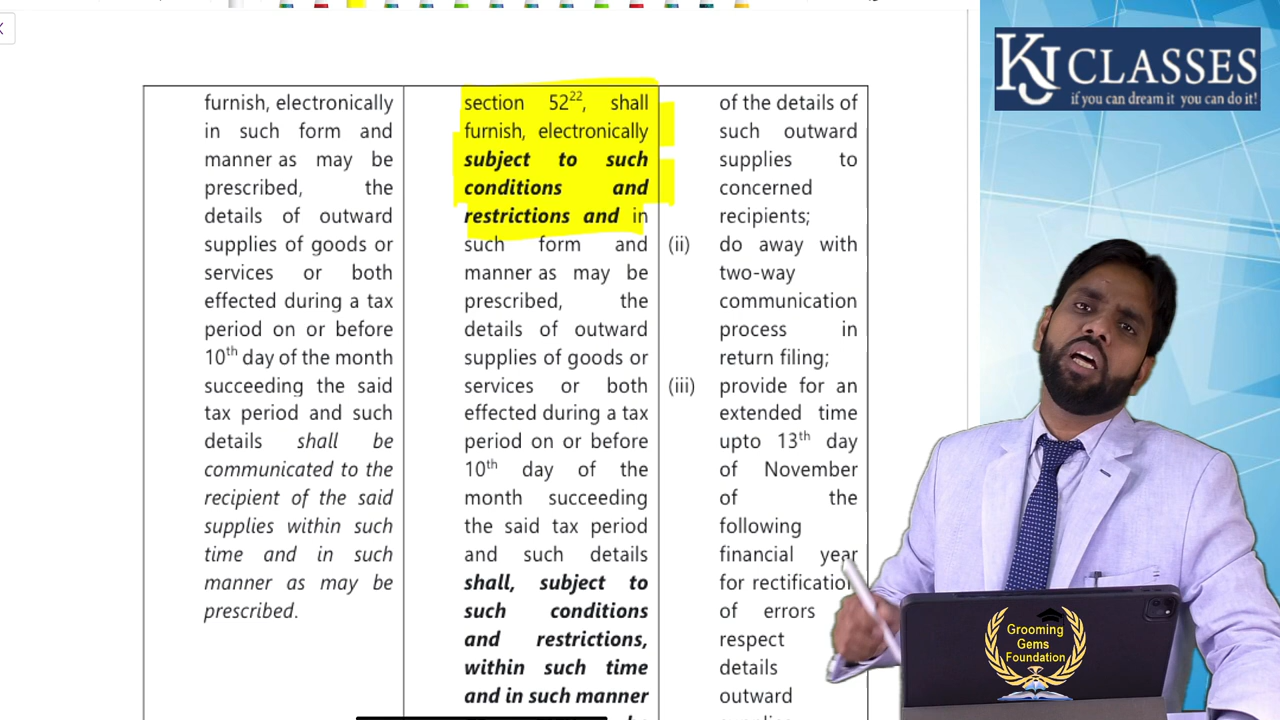 KJ CLASSES
if you can dream it you can do it!
furnish, electronically
in such form and
manner as may be
prescribed, the
details of outward
supplies of goods or
services or both
effected during a tax
period on or before
10th day of the month
succeeding the said
tax period and such
details shall be
communicated to the
recipient of the said
supplies within such
time and in such
manner as may be
prescribed.
section 52²², shall
furnish, electronically
subject to such
conditions and
restrictions and in
such form and
manner as may be
prescribed, the
details of outward
supplies of goods or
services or both
effected during a tax
period on or before
10th day of the
month succeeding
the said tax period
and such details
shall, subject to
such conditions
and restrictions,
within such time
and in such manner
of the details of
such outward
supplies to
concerned
recipients;
(ii) do away with
two-way
communication
process in
return filing;
(iii) provide for an
extended time
upto 13th day
of November
of the
following
financial year
for rectification
of errors
respect
details
outward
Grooming
Gems
Foundation